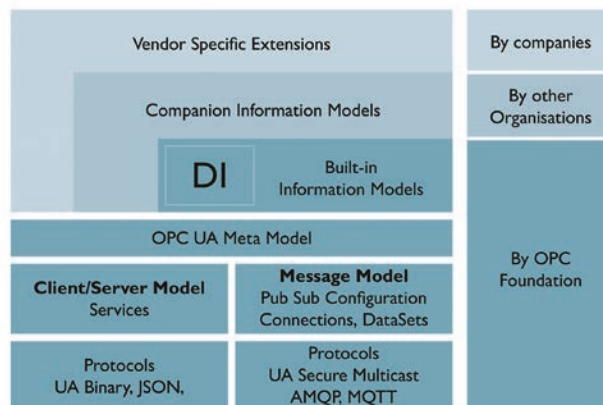 Vendor Specific Extensions
By companies
Companion Information Models
By other
Organisations
DI
Built-in
Information Models
OPC UA Meta Model
By OPC
Foundation
Client/Server Model
Services
Message Model
Pub Sub Configuration
Connections, DataSets
Protocols
UA Binary, JSON,
Protocols
UA Secure Multicast
AMQP, MQTT